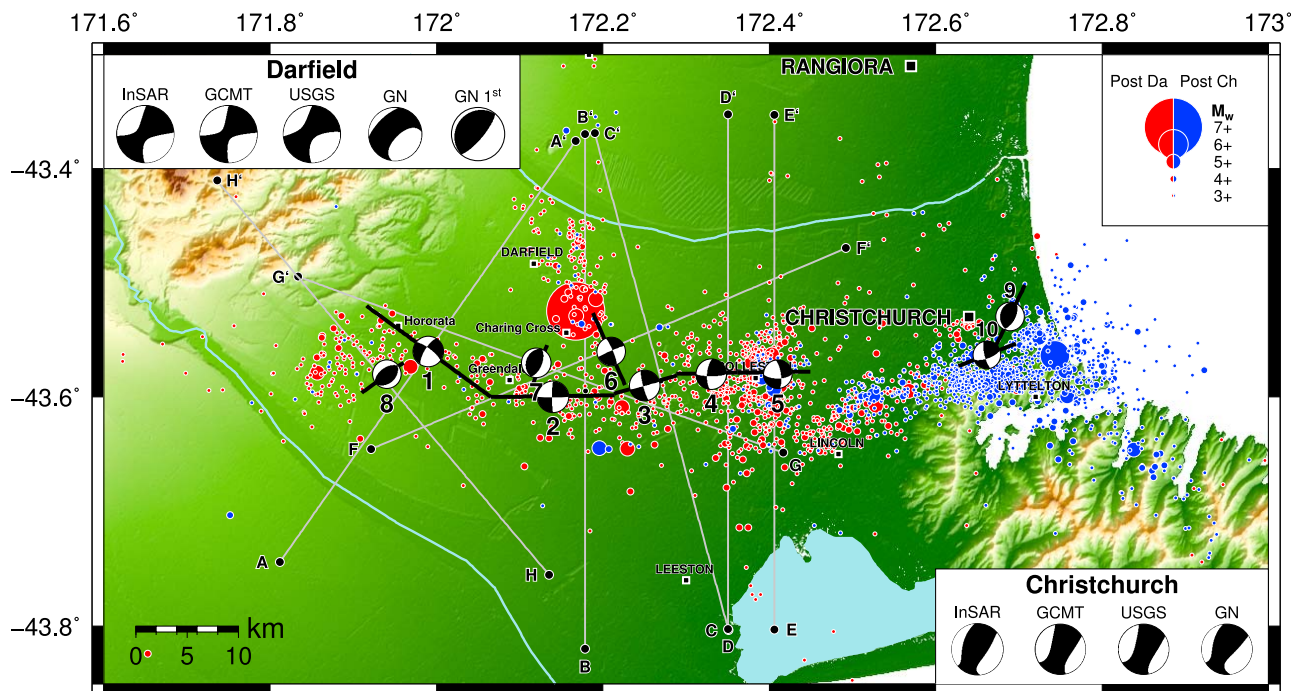 171.6° 171.8° 172° 172.2° 172.4° 172.6° 172.8° 173°
−43.4°
−43.6°
−43.8°
Darfield
InSAR GCMT USGS GN GN 1st
RANGIORA
Post Da Post Ch
Mw
7+
6+
5+
4+
3+
A' B' C' D' E'
H'
G'
F'
DARFIELD
Hororata
Charing Cross
Greendale
CHRISTCHURCH
LYTTELTON
LINCOLN
LEESTON
1
2
3
4
5
6
7
8
9
10
F
G
A
H
B
C
D
E
km
0 5 10
Christchurch
InSAR GCMT USGS GN